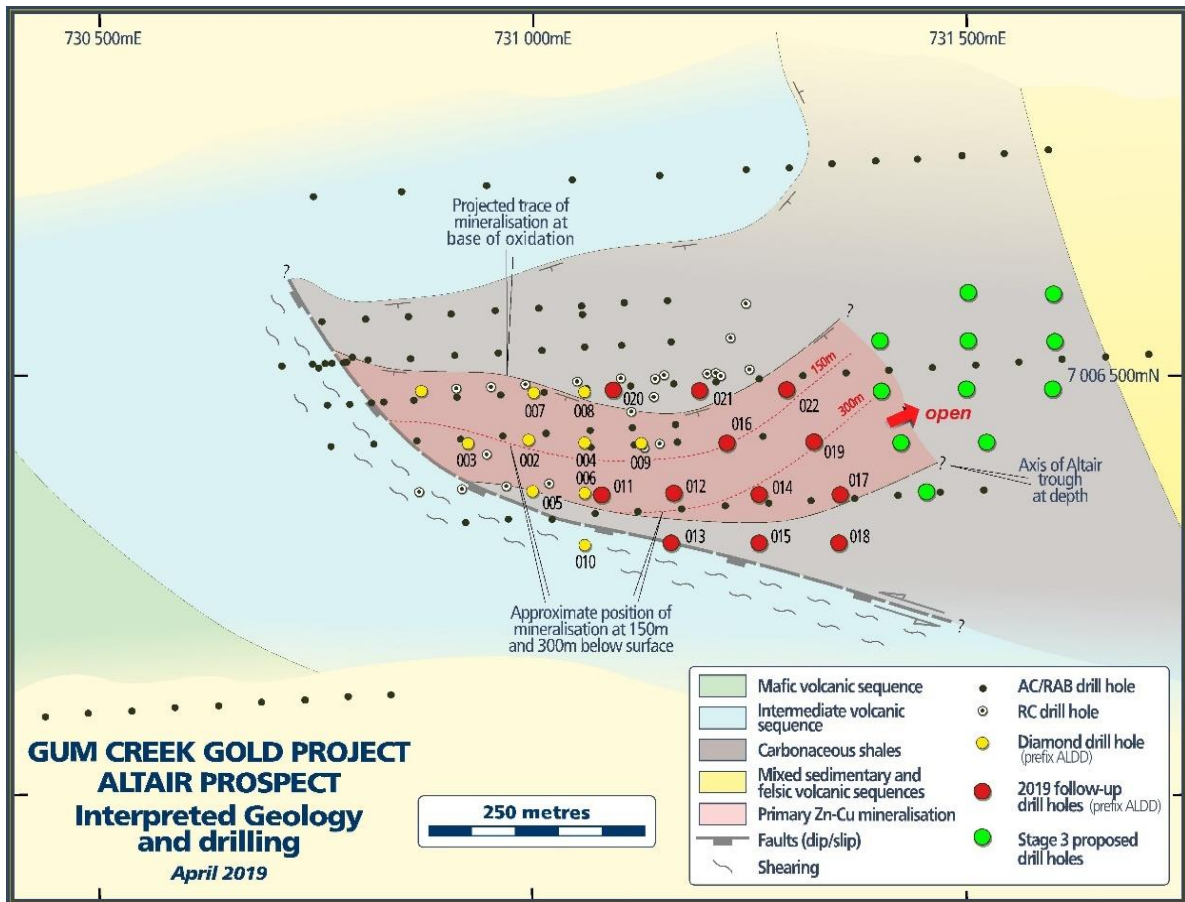 730 500mE
731 000mE
731 500mE
Projected trace of
mineralisation at
base of oxidation
?
?
150m
300m
7 006 500mN
open
007
008
020
021
022
016
019
003
002
004
009
006
005
011
012
014
017
?
Axis of Altair
trough
at depth
010
013
015
018
?
Approximate position of
mineralisation at 150m
and 300m below surface
GUM CREEK GOLD PROJECT
ALTAIR PROSPECT
Interpreted Geology
and drilling
April 2019
250 metres
Mafic volcanic sequence
Intermediate volcanic
sequence
Carbonaceous shales
Mixed sedimentary and
felsic volcanic sequences
Primary Zn-Cu mineralisation
Faults (dip/slip)
Shearing
AC/RAB drill hole
RC drill hole
Diamond drill hole
(prefix ALDD)
2019 follow-up
drill holes (prefix ALDD)
Stage 3 proposed
drill holes